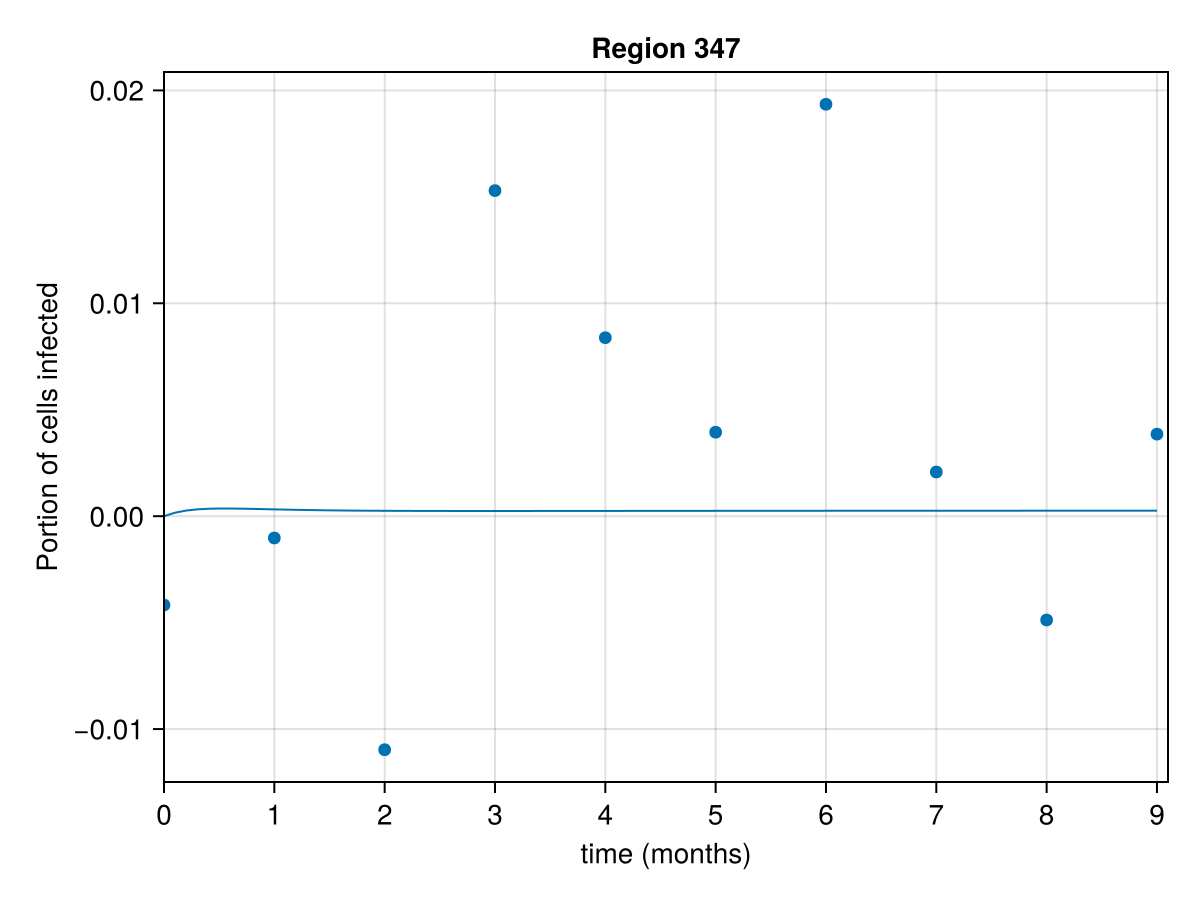 Region 347
0.02
0.01
0.00
−0.01
Portion of cells infected
0 1 2 3 4 5 6 7 8 9
time (months)